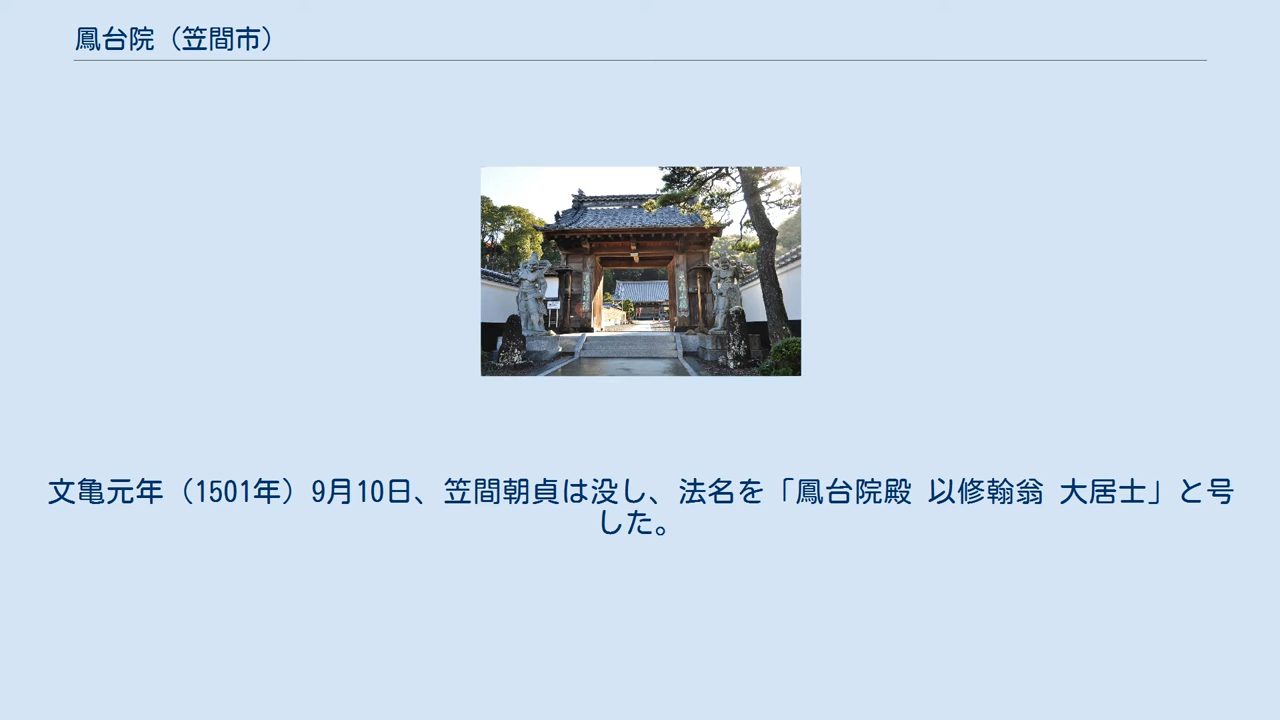 鳳台院（笠間市）
文亀元年（1501年）9月10日、笠間朝貞は没し、法名を「鳳台院殿 以修翰翁 大居士」と号
した。